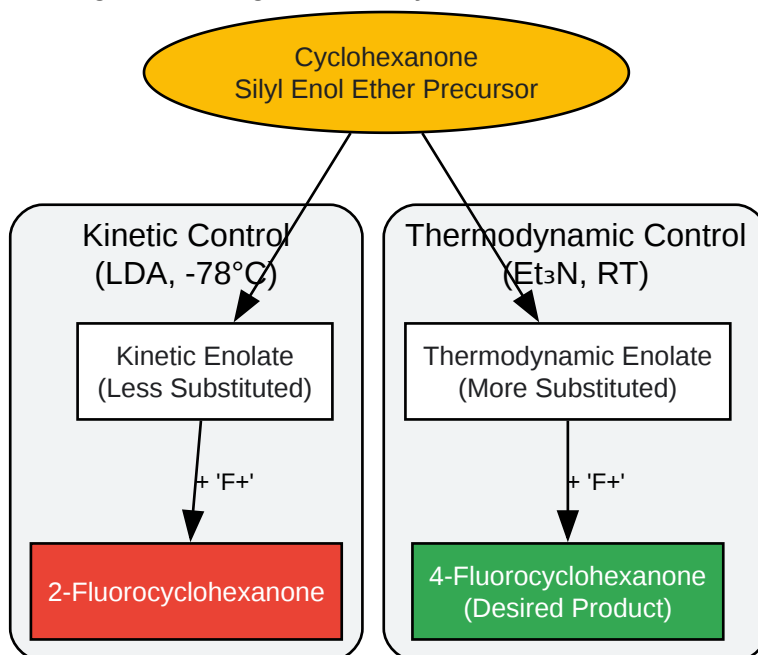 Cyclohexanone
Silyl Enol Ether Precursor
Kinetic Control
(LDA, -78°C)
Kinetic Enolate
(Less Substituted)
+ 'F+'
2-Fluorocyclohexanone
Thermodynamic Control
(Et₃N, RT)
Thermodynamic Enolate
(More Substituted)
+ 'F+'
4-Fluorocyclohexanone
(Desired Product)